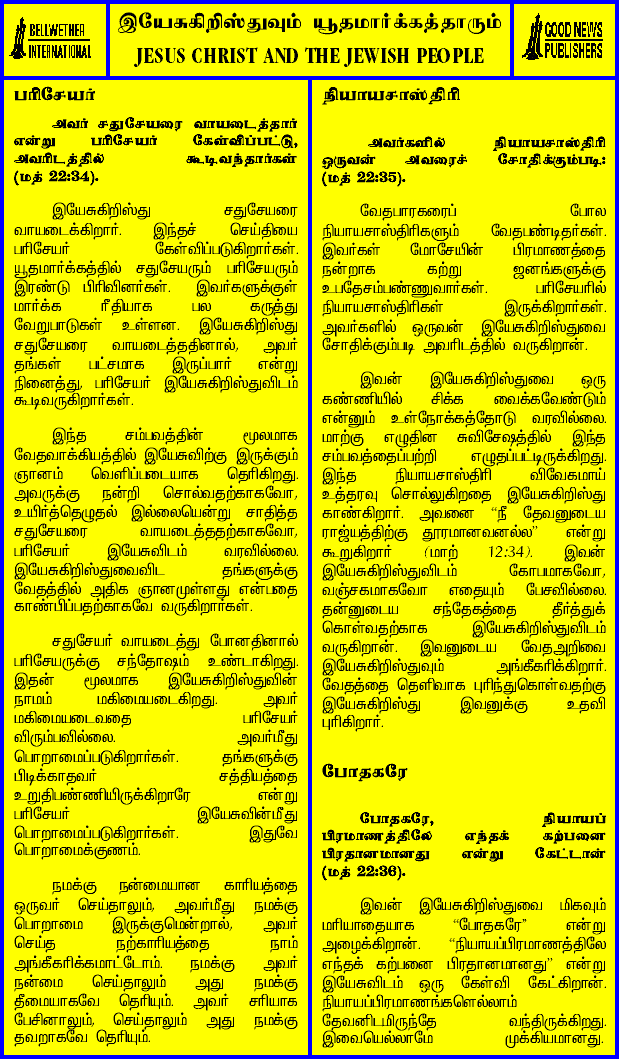 BELLWETHER
INTERNATIONAL
இயேசுகிறிஸ்துவும் யூதமார்க்கத்தாரும்
JESUS CHRIST AND THE JEWISH PEOPLE
GOOD NEWS
PUBLISHERS
பரிசேயர்
அவர் சதுசேயரை வாயடைத்தார்
என்று பரிசேயர் கேள்விப்பட்டு,
அவரிடத்தில் கூடிவந்தார்கள்
(மத் 22:34).
இயேசுகிறிஸ்து சதுசேயரை
வாயடைக்கிறார். இந்தச் செய்தியை
பரிசேயர் கேள்விப்படுகிறார்கள்.
யூதமார்க்கத்தில் சதுசேயரும் பரிசேயரும்
இரண்டு பிரிவினர்கள். இவர்களுக்குள்
மார்க்க ரீதியாக பல கருத்து
வேறுபாடுகள் உள்ளன. இயேசுகிறிஸ்து
சதுசேயரை வாயடைத்ததினால், அவர்
தங்கள் பட்சமாக இருப்பார் என்று
நினைத்து, பரிசேயர் இயேசுகிறிஸ்துவிடம்
கூடிவருகிறார்கள்.
இந்த சம்பவத்தின் மூலமாக
வேதவாக்கியத்தில் இயேசுவிற்கு இருக்கும்
ஞானம் வெளிப்படையாக தெரிகிறது.
அவருக்கு நன்றி சொல்வதற்காகவோ,
உயிர்த்தெழுதல் இல்லையென்று சாதித்த
சதுசேயரை வாயடைத்ததற்காகவோ,
பரிசேயர் இயேசுவிடம் வரவில்லை.
இயேசுகிறிஸ்துவைவிட தங்களுக்கு
வேதத்தில் அதிக ஞானமுள்ளது என்பதை
காண்பிப்பதற்காகவே வருகிறார்கள்.
சதுசேயர் வாயடைத்து போனதினால்
பரிசேயருக்கு சந்தோஷம் உண்டாகிறது.
இதன் மூலமாக இயேசுகிறிஸ்துவின்
நாமம் மகிமையடைகிறது. அவர்
மகிமையடைவதை பரிசேயர்
விரும்பவில்லை. அவர்மீது
பொறாமைப்படுகிறார்கள். தங்களுக்கு
பிடிக்காதவர் சத்தியத்தை
உறுதிபண்ணியிருக்கிறாரே என்று
பரிசேயர் இயேசுவின்மீது
பொறாமைப்படுகிறார்கள். இதுவே
பொறாமைக்குணம்.
நமக்கு நன்மையான காரியத்தை
ஒருவர் செய்தாலும், அவர்மீது நமக்கு
பொறாமை இருக்குமென்றால், அவர்
செய்த நற்காரியத்தை நாம்
அங்கீகரிக்கமாட்டோம். நமக்கு அவர்
நன்மை செய்தாலும் அது நமக்கு
தீமையாகவே தெரியும். அவர் சரியாக
பேசினாலும், செய்தாலும் அது நமக்கு
தவறாகவே தெரியும்.
நியாயசாஸ்திரி
அவர்களில் நியாயசாஸ்திரி
ஒருவன் அவரைச் சோதிக்கும்படி:
(மத் 22:35).
வேதபாரகரைப் போல
நியாயசாஸ்திரிகளும் வேதபண்டிதர்கள்.
இவர்கள் மோசேயின் பிரமாணத்தை
நன்றாக கற்று ஜனங்களுக்கு
உபதேசம்பண்ணுவார்கள். பரிசேயரில்
நியாயசாஸ்திரிகள் இருக்கிறார்கள்.
அவர்களில் ஒருவன் இயேசுகிறிஸ்துவை
சோதிக்கும்படி அவரிடத்தில் வருகிறான்.
இவன் இயேசுகிறிஸ்துவை ஒரு
கண்ணியில் சிக்க வைக்கவேண்டும்
என்னும் உள்நோக்கத்தோடு வரவில்லை.
மாற்கு எழுதின சுவிசேஷத்தில் இந்த
சம்பவத்தைப்பற்றி எழுதப்பட்டிருக்கிறது.
இந்த நியாயசாஸ்திரி விவேகமாய்
உத்தரவு சொல்லுகிறதை இயேசுகிறிஸ்து
காண்கிறார். அவனை “நீ தேவனுடைய
ராஜ்யத்திற்கு தூரமானவனல்ல” என்று
கூறுகிறார் (மாற் 12:34). இவன்
இயேசுகிறிஸ்துவிடம் கோபமாகவோ,
வஞ்சகமாகவோ எதையும் பேசவில்லை.
தன்னுடைய சந்தேகத்தை தீர்த்துக்
கொள்வதற்காக இயேசுகிறிஸ்துவிடம்
வருகிறான். இவனுடைய வேதஅறிவை
இயேசுகிறிஸ்துவும் அங்கீகரிக்கிறார்.
வேதத்தை தெளிவாக புரிந்துகொள்வதற்கு
இயேசுகிறிஸ்து இவனுக்கு உதவி
புரிகிறார்.
போதகரே
போதகரே, நியாயப்
பிரமாணத்திலே எந்தக் கற்பனை
பிரதானமானது என்று கேட்டான்
(மத் 22:36).
இவன் இயேசுகிறிஸ்துவை மிகவும்
மரியாதையாக “போதகரே” என்று
அழைக்கிறான். “நியாயப்பிரமாணத்திலே
எந்தக் கற்பனை பிரதானமானது” என்று
இயேசுவிடம் ஒரு கேள்வி கேட்கிறான்.
நியாயப்பிரமாணங்களெல்லாம்
தேவனிடமிருந்தே வந்திருக்கிறது.
இவையெல்லாமே முக்கியமானது.